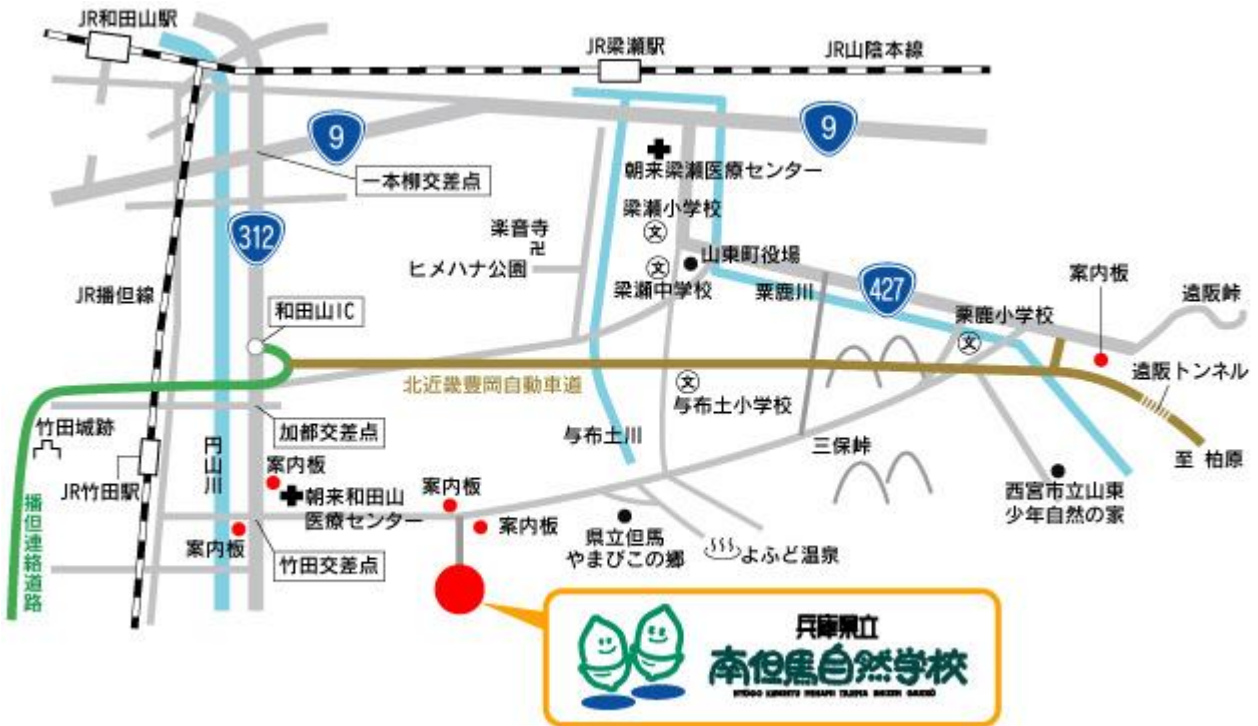 JR和田山駅
JR梁瀬駅
JR山陰本線
9
9
朝来梁瀬医療センター
一本柳交差点
梁瀬小学校
文
312
楽音寺
卍
ヒメハナ公園
文
山東町役場
梁瀬中学校
粟鹿川
427
案内板
遠阪峠
JR播但線
和田山IC
粟鹿小学校
文
北近畿豊岡自動車道
遠阪トンネル
文
与布土小学校
竹田城跡
加都交差点
円山川
与布土川
三保峠
至 柏原
JR竹田駅
案内板
朝来和田山
医療センター
案内板
案内板
西宮市立山東
少年自然の家
播但連絡道路
案内板
竹田交差点
県立但馬
やまびこの郷
よふど温泉
兵庫県立
南但馬自然学校
HYOGO KENRITU MINAMI TAJIMA SHIZEN GAKKO